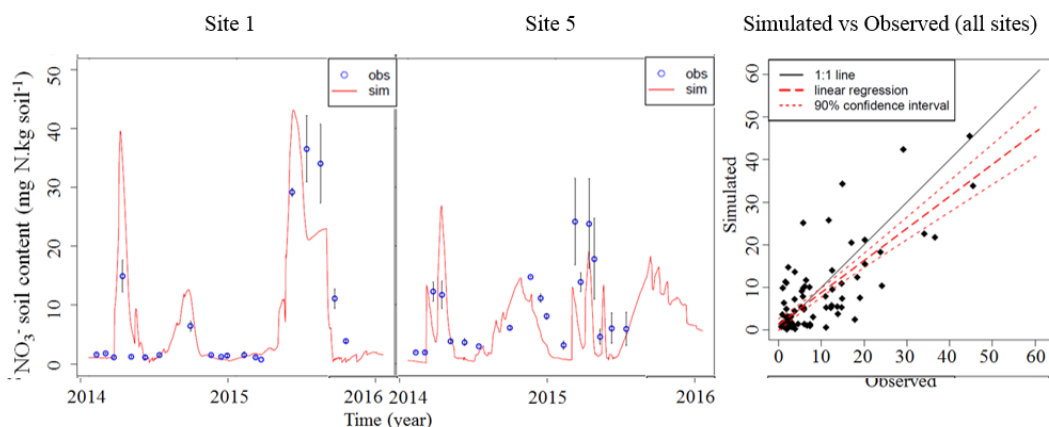 Site 1
Site 5
Simulated vs Observed (all sites)
NO₃⁻ soil content (mg N.kg soil⁻¹)
0 10 20 30 40 50
obs
sim
2014 2015 2016
obs
sim
2014 2015 2016
Time (year)
Simulated
0 10 20 30 40 50 60
1:1 line
linear regression
90% confidence interval
0 10 20 30 40 50 60
Observed